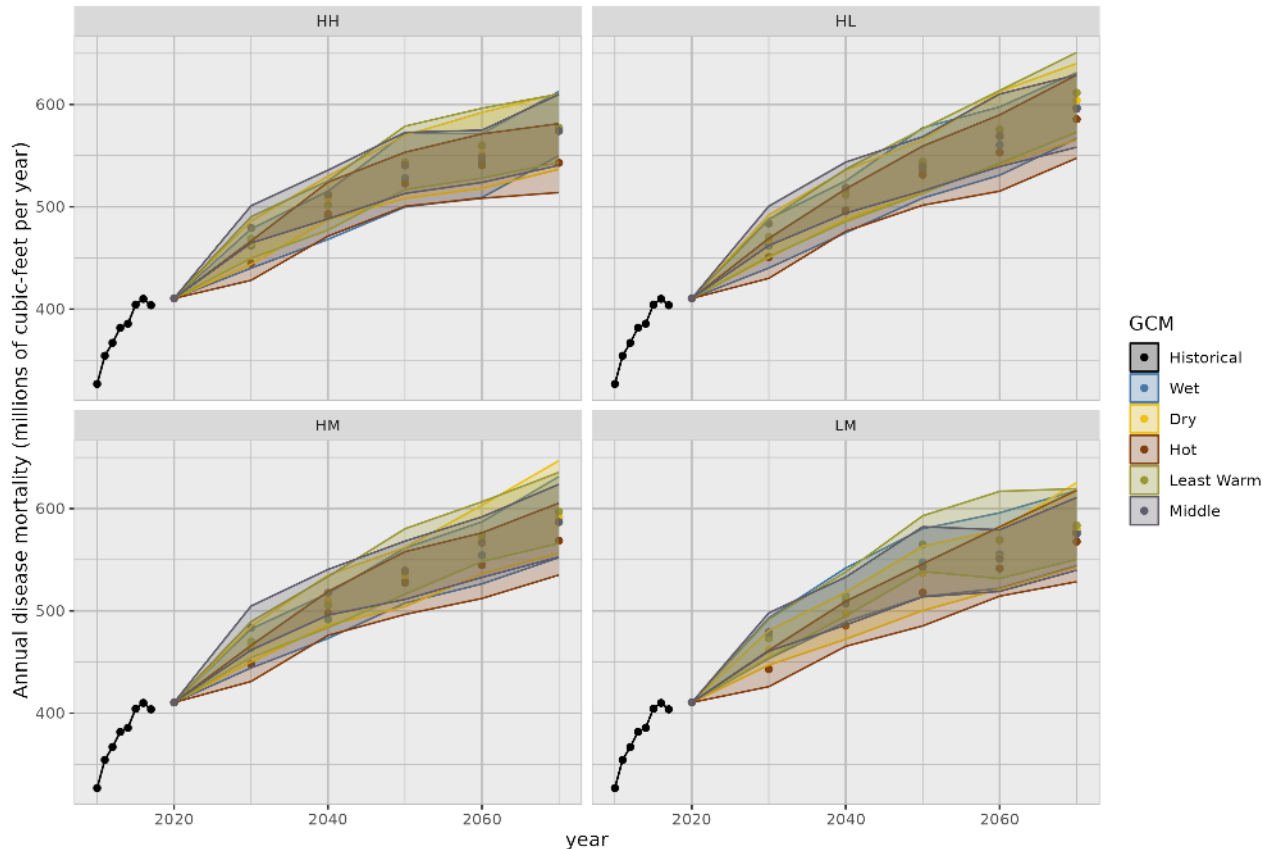 HH
HL
600
500
400
HM
LM
600
500
400
2020
2040
2060
2020
2040
2060
year
Annual disease mortality (millions of cubic-feet per year)
GCM
Historical
Wet
Dry
Hot
Least Warm
Middle